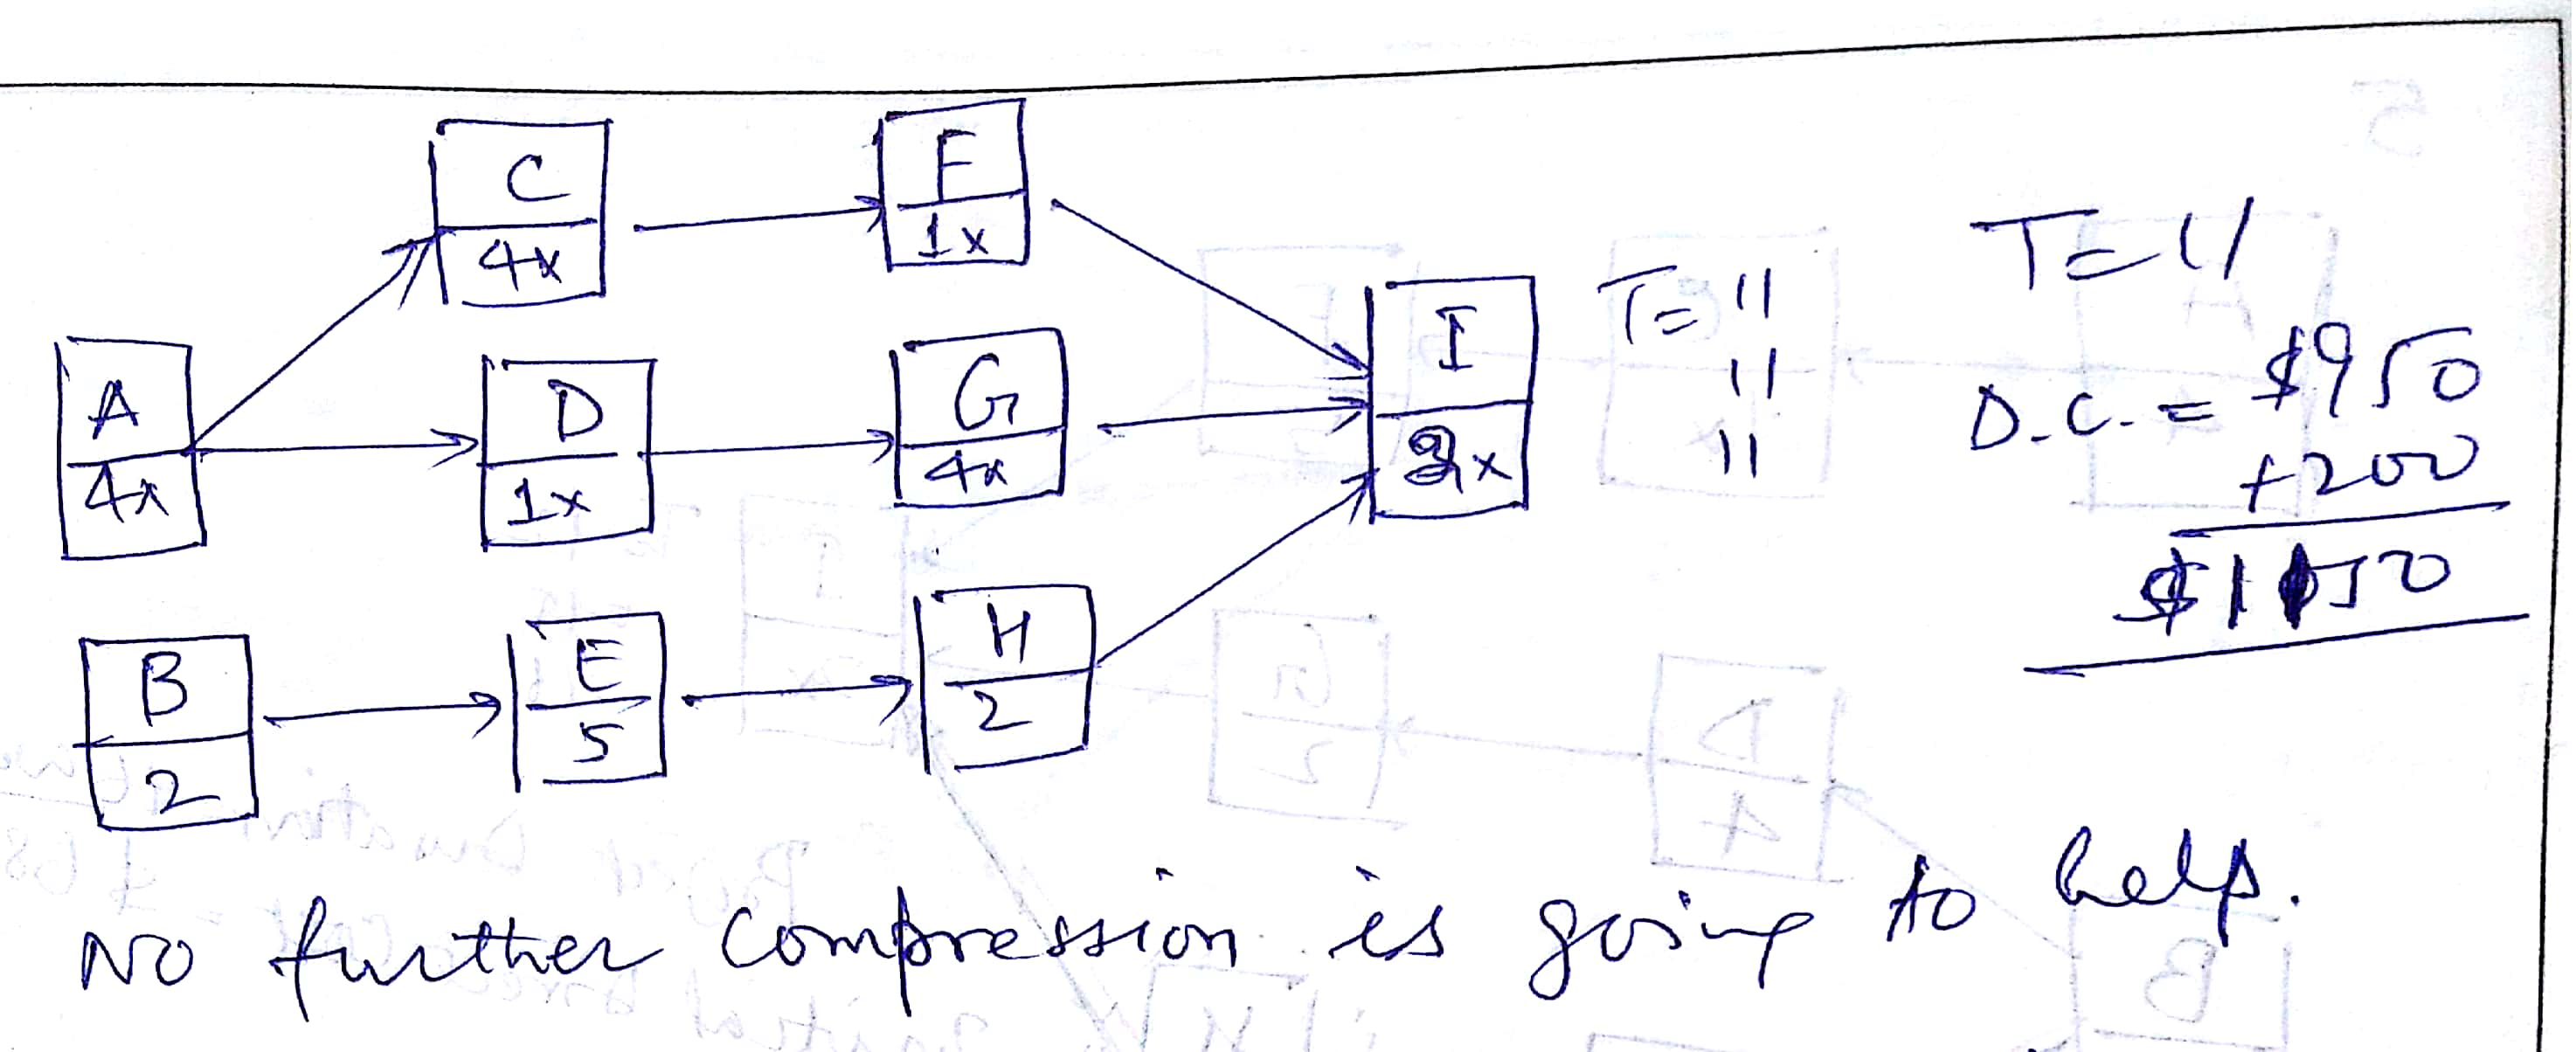 C
4x
F
1x
A
4x
D
1x
G
4x
I
2x
B
2
E
5
H
2
T= 11
11
11
T= 11
D.C. = $950
+200
$1150
No further compression is going to help.